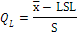 Q_L = (x̄ − LSL) / S